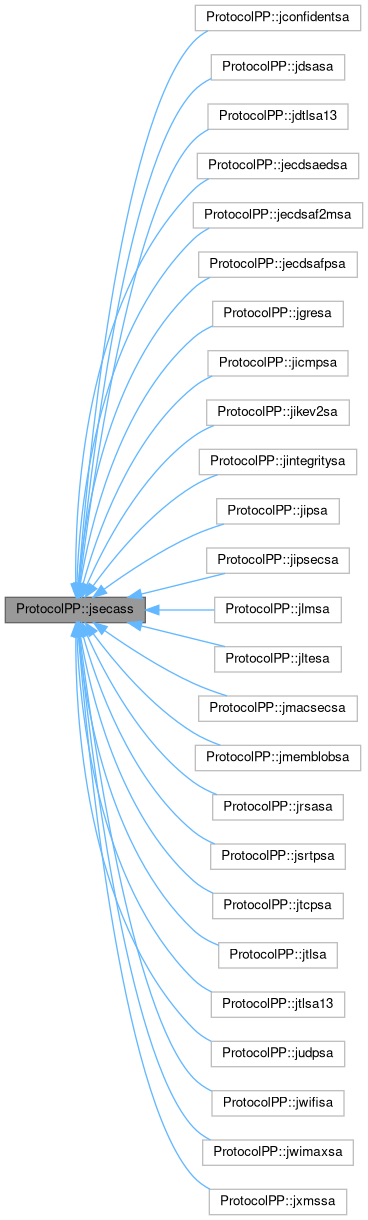 ProtocolPP::jconfidentsa
ProtocolPP::jdsasa
ProtocolPP::jdtlsa13
ProtocolPP::jecdsaedsa
ProtocolPP::jecdsaf2msa
ProtocolPP::jecdsafpsa
ProtocolPP::jgresa
ProtocolPP::jicmpsa
ProtocolPP::jikev2sa
ProtocolPP::jintegritysa
ProtocolPP::jipsa
ProtocolPP::jipsecsa
ProtocolPP::jsecass
ProtocolPP::jlmsa
ProtocolPP::jltesa
ProtocolPP::jmacsecsa
ProtocolPP::jmemblobsa
ProtocolPP::jrsasa
ProtocolPP::jsrtpsa
ProtocolPP::jtcpsa
ProtocolPP::jtlsa
ProtocolPP::jtlsa13
ProtocolPP::judpsa
ProtocolPP::jwifisa
ProtocolPP::jwimaxsa
ProtocolPP::jxmssa